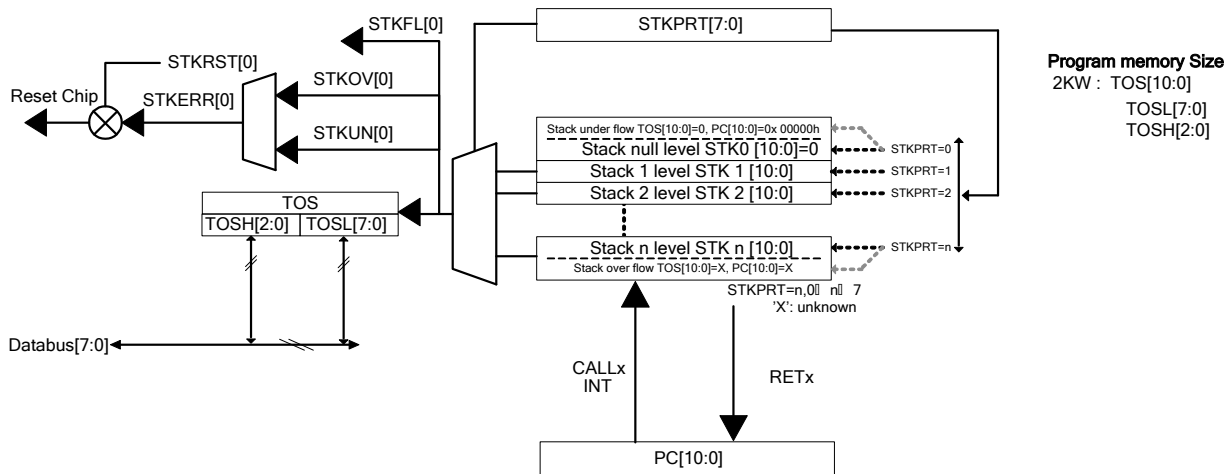 STKFL[0]
STKPRT[7:0]
STKRST[0]
STKOV[0]
Reset Chip
STKERR[0]
STKUN[0]
Program memory Size
2KW : TOS[10:0]
TOSL[7:0]
TOSH[2:0]
Stack under flow TOS[10:0]=0, PC[10:0]=0x 00000h
Stack null level STK0 [10:0]=0
STKPRT=0
Stack 1 level STK 1 [10:0]
STKPRT=1
Stack 2 level STK 2 [10:0]
STKPRT=2
TOS
TOSH[2:0]
TOSL[7:0]
Stack n level STK n [10:0]
STKPRT=n
Stack over flow TOS[10:0]=X, PC[10:0]=X
STKPRT=n,0 n 7
'X': unknown
Databus[7:0]
CALLx
INT
RETx
PC[10:0]